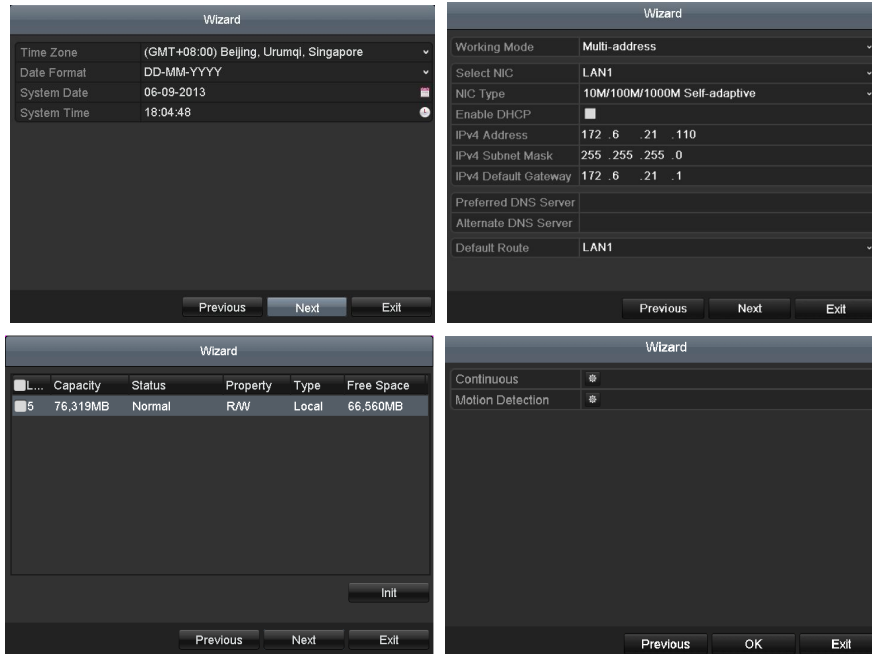 Wizard
Time Zone (GMT+08:00) Beijing, Urumqi, Singapore
Date Format DD-MM-YYYY
System Date 06-09-2013
System Time 18:04:48
Previous Next Exit
Wizard
Working Mode Multi-address
Select NIC LAN1
NIC Type 10M/100M/1000M Self-adaptive
Enable DHCP
IPv4 Address 172 .6 .21 .110
IPv4 Subnet Mask 255 .255 .255 .0
IPv4 Default Gateway 172 .6 .21 .1
Preferred DNS Server
Alternate DNS Server
Default Route LAN1
Previous Next Exit
Wizard
L... Capacity Status Property Type Free Space
5 76,319MB Normal R/W Local 66,560MB
Init
Previous Next Exit
Wizard
Continuous
Motion Detection
Previous OK Exit